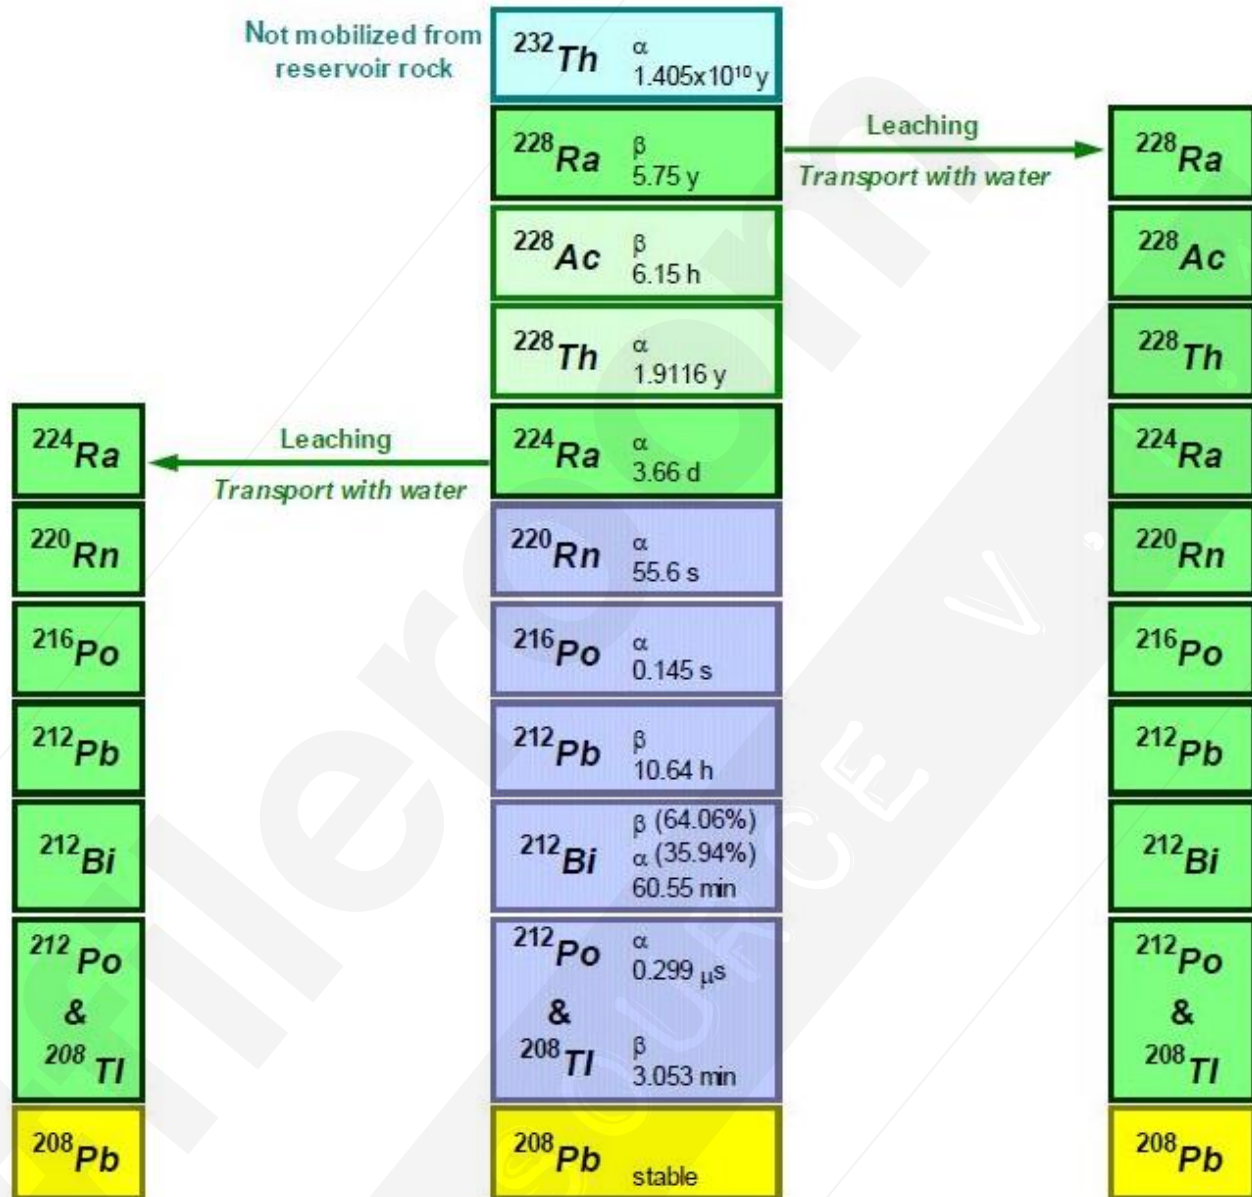 Not mobilized from
reservoir rock
²³²Th α
1.405x10¹⁰ y
²²⁸Ra β
5.75 y
Leaching
Transport with water
²²⁸Ra
²²⁸Ac β
6.15 h
²²⁸Ac
²²⁸Th α
1.9116 y
²²⁸Th
²²⁴Ra
Leaching
Transport with water
²²⁴Ra α
3.66 d
²²⁴Ra
²²⁰Rn
²²⁰Rn α
55.6 s
²²⁰Rn
²¹⁶Po
²¹⁶Po α
0.145 s
²¹⁶Po
²¹²Pb
²¹²Pb β
10.64 h
²¹²Pb
²¹²Bi
²¹²Bi β (64.06%)
α (35.94%)
60.55 min
²¹²Bi
²¹²Po
&
²⁰⁸Tl
²¹²Po α
0.299 μs
&
²⁰⁸Tl β
3.053 min
²¹²Po
&
²⁰⁸Tl
²⁰⁸Pb
²⁰⁸Pb stable
²⁰⁸Pb
fileroom
SOURCE